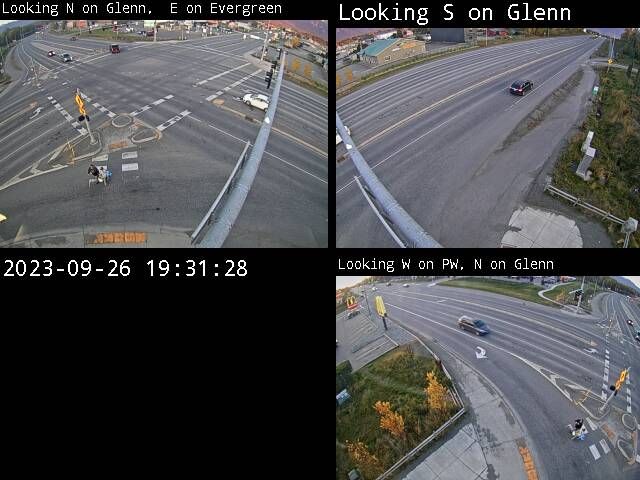 Looking N on Glenn,  E on Evergreen
Looking S on Glenn
2023-09-26 19:31:28
Looking W on PW, N on Glenn